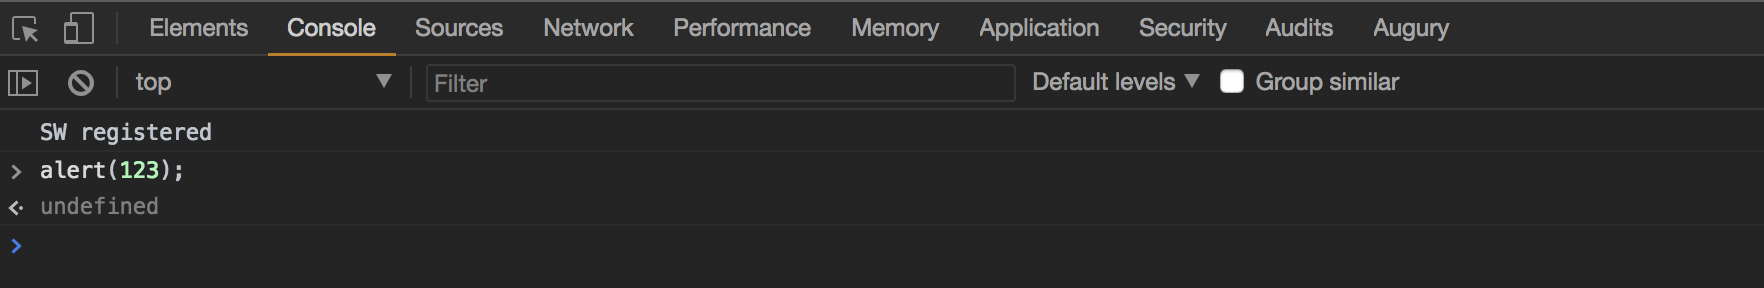 Elements Console Sources Network Performance Memory Application Security Audits Augury
top Filter Default levels Group similar
SW registered
alert(123);
undefined